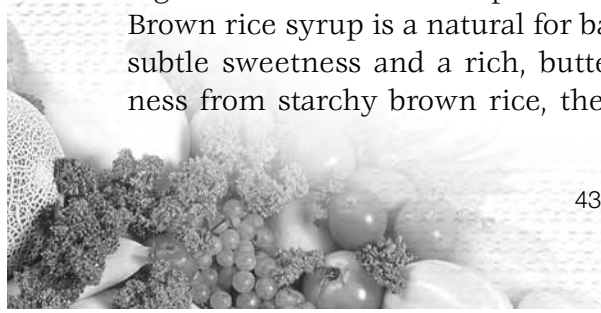 Brown rice syrup is a natural for ba
subtle sweetness and a rich, butte
ness from starchy brown rice, the
43